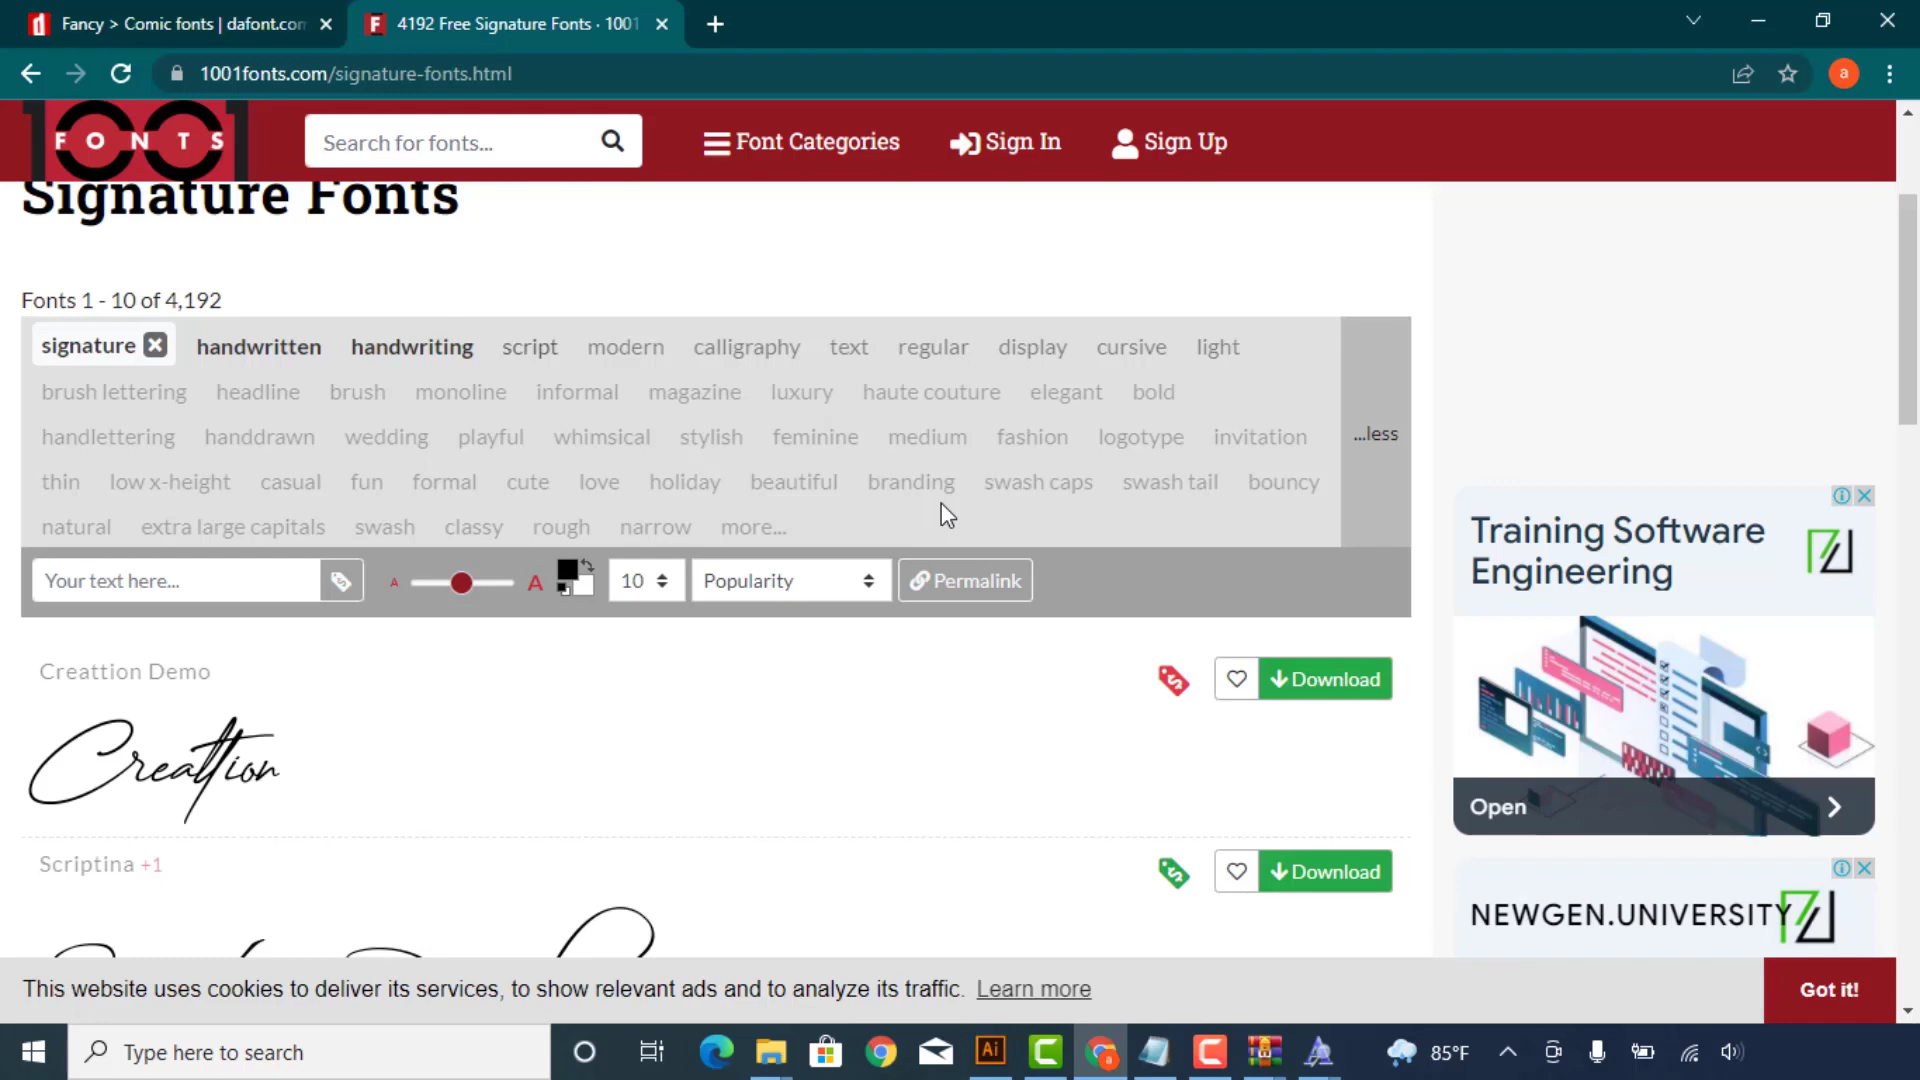 Fancy > Comic fonts | dafont.com
4192 Free Signature Fonts · 1001
1001fonts.com/signature-fonts.html
a
FONTS
Search for fonts...
Font Categories
Sign In
Sign Up
Signature Fonts
Fonts 1 - 10 of 4,192
signature handwritten handwriting script modern calligraphy text regular display cursive light
brush lettering headline brush monoline informal magazine luxury haute couture elegant bold
handlettering handdrawn wedding playful whimsical stylish feminine medium fashion logotype invitation
...less
thin low x-height casual fun formal cute love holiday beautiful branding swash caps swash tail bouncy
natural extra large capitals swash classy rough narrow more...
Your text here...
A A
10
Popularity
Permalink
Creattion Demo
Download
Creattion
Scriptina +1
Download
Training Software
Engineering
Open
NEWGEN.UNIVERSITY
This website uses cookies to deliver its services, to show relevant ads and to analyze its traffic. Learn more
Got it!
Type here to search
Ai
85°F